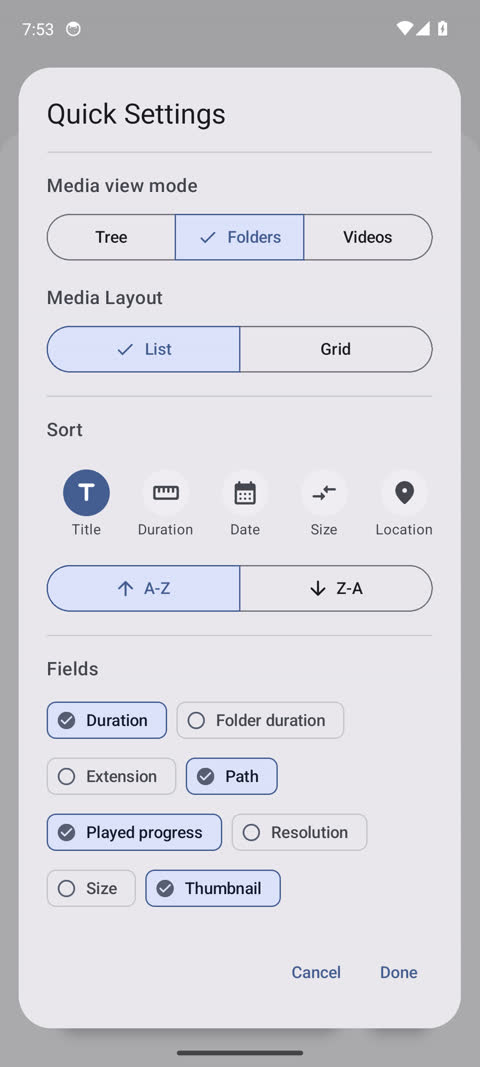 7:53
Quick Settings
Media view mode
Tree
Folders
Videos
Media Layout
List
Grid
Sort
Title
Duration
Date
Size
Location
A-Z
Z-A
Fields
Duration
Folder duration
Extension
Path
Played progress
Resolution
Size
Thumbnail
Cancel
Done